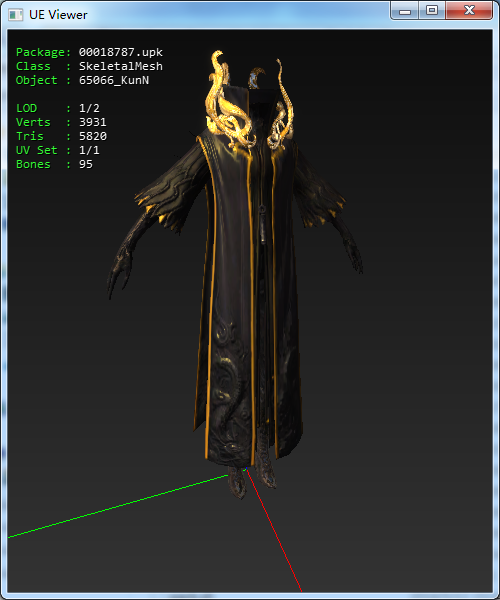 UE Viewer
Package: 00018787.upk
Class : SkeletalMesh
Object : 65066_KunN
LOD : 1/2
Verts : 3931
Tris : 5820
UV Set : 1/1
Bones : 95